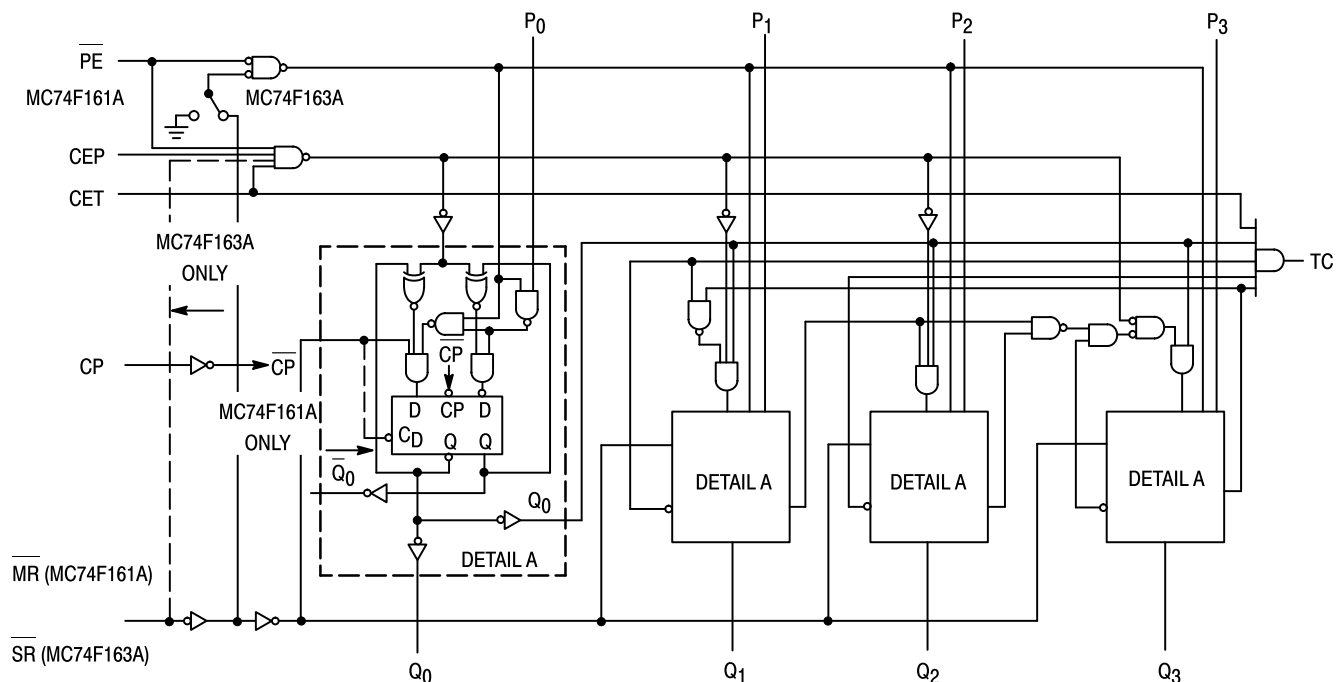 P0
P1
P2
P3
PE
MC74F161A
MC74F163A
CEP
CET
MC74F163A
ONLY
TC
CP
CP
CP
MC74F161A
ONLY
D
CP
D
CD
Q
Q
Q0
Q0
DETAIL A
DETAIL A
DETAIL A
DETAIL A
MR (MC74F161A)
SR (MC74F163A)
Q0
Q1
Q2
Q3